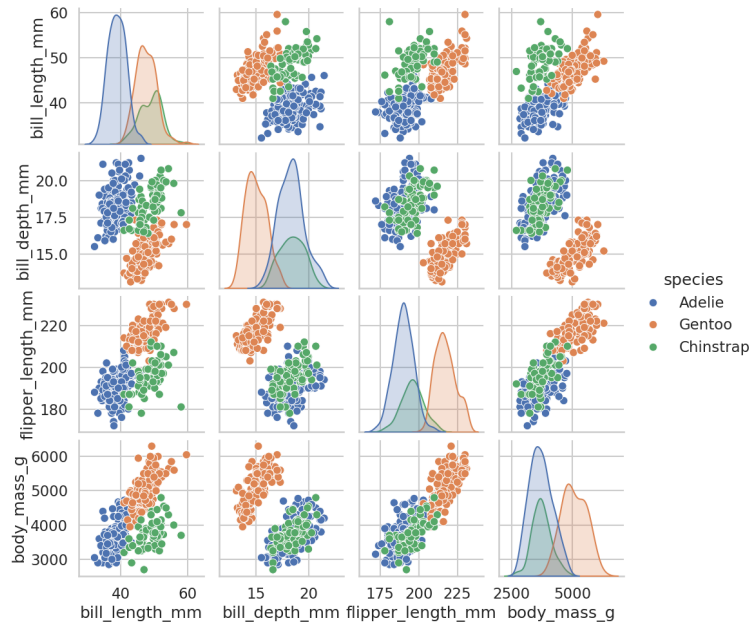 bill_length_mm
60
50
40
bill_depth_mm
20.0
17.5
15.0
flipper_length_mm
220
200
180
body_mass_g
6000
5000
4000
3000
40 60
15 20
175 200 225
2500 5000
bill_length_mm
bill_depth_mm
flipper_length_mm
body_mass_g
species
Adelie
Gentoo
Chinstrap